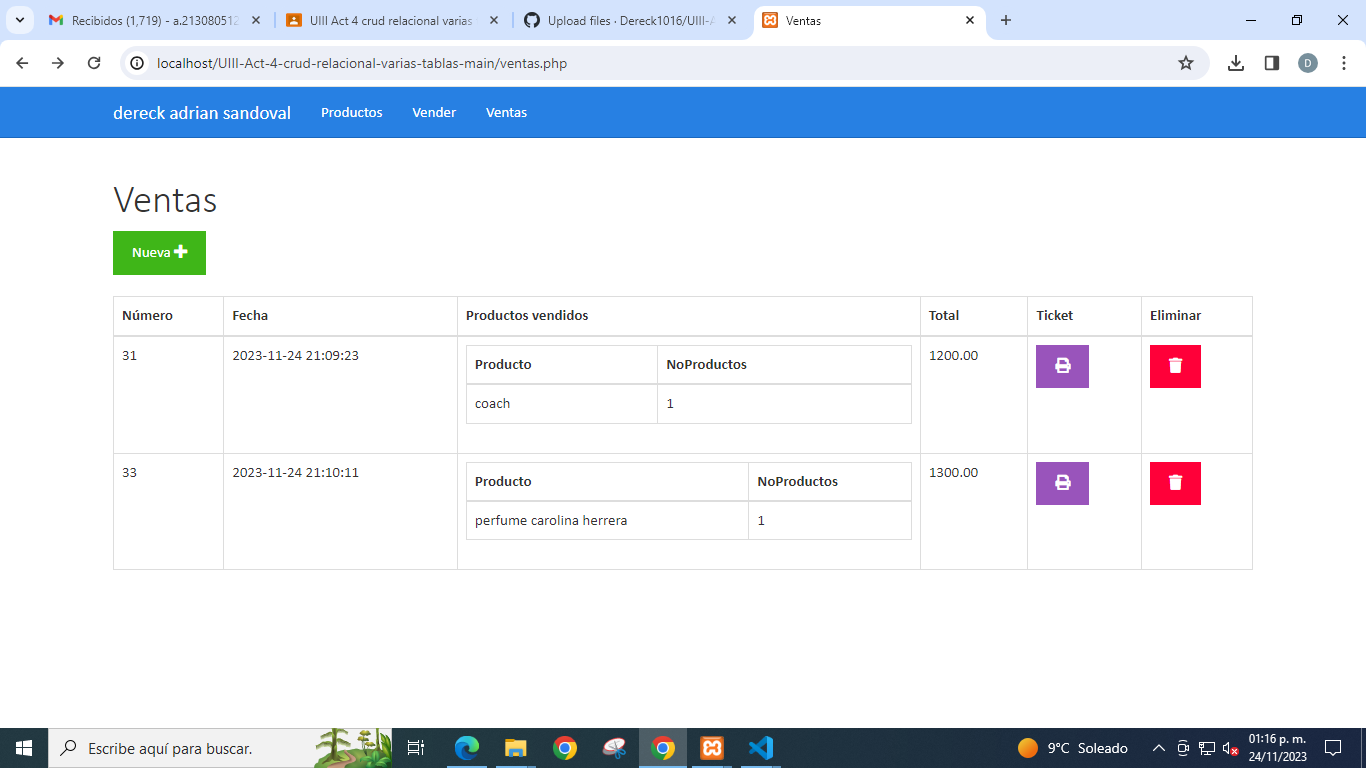 Recibidos (1,719) - a.213080512
UIII Act 4 crud relacional varias
Upload files · Dereck1016/UIII-A
Ventas
localhost/UIII-Act-4-crud-relacional-varias-tablas-main/ventas.php
D
dereck adrian sandoval Productos Vender Ventas
Ventas
Nueva
Número Fecha Productos vendidos Total Ticket Eliminar
31 2023-11-24 21:09:23 1200.00
Producto NoProductos
coach 1
33 2023-11-24 21:10:11 1300.00
Producto NoProductos
perfume carolina herrera 1
Escribe aquí para buscar.
9°C Soleado
01:16 p. m.
24/11/2023